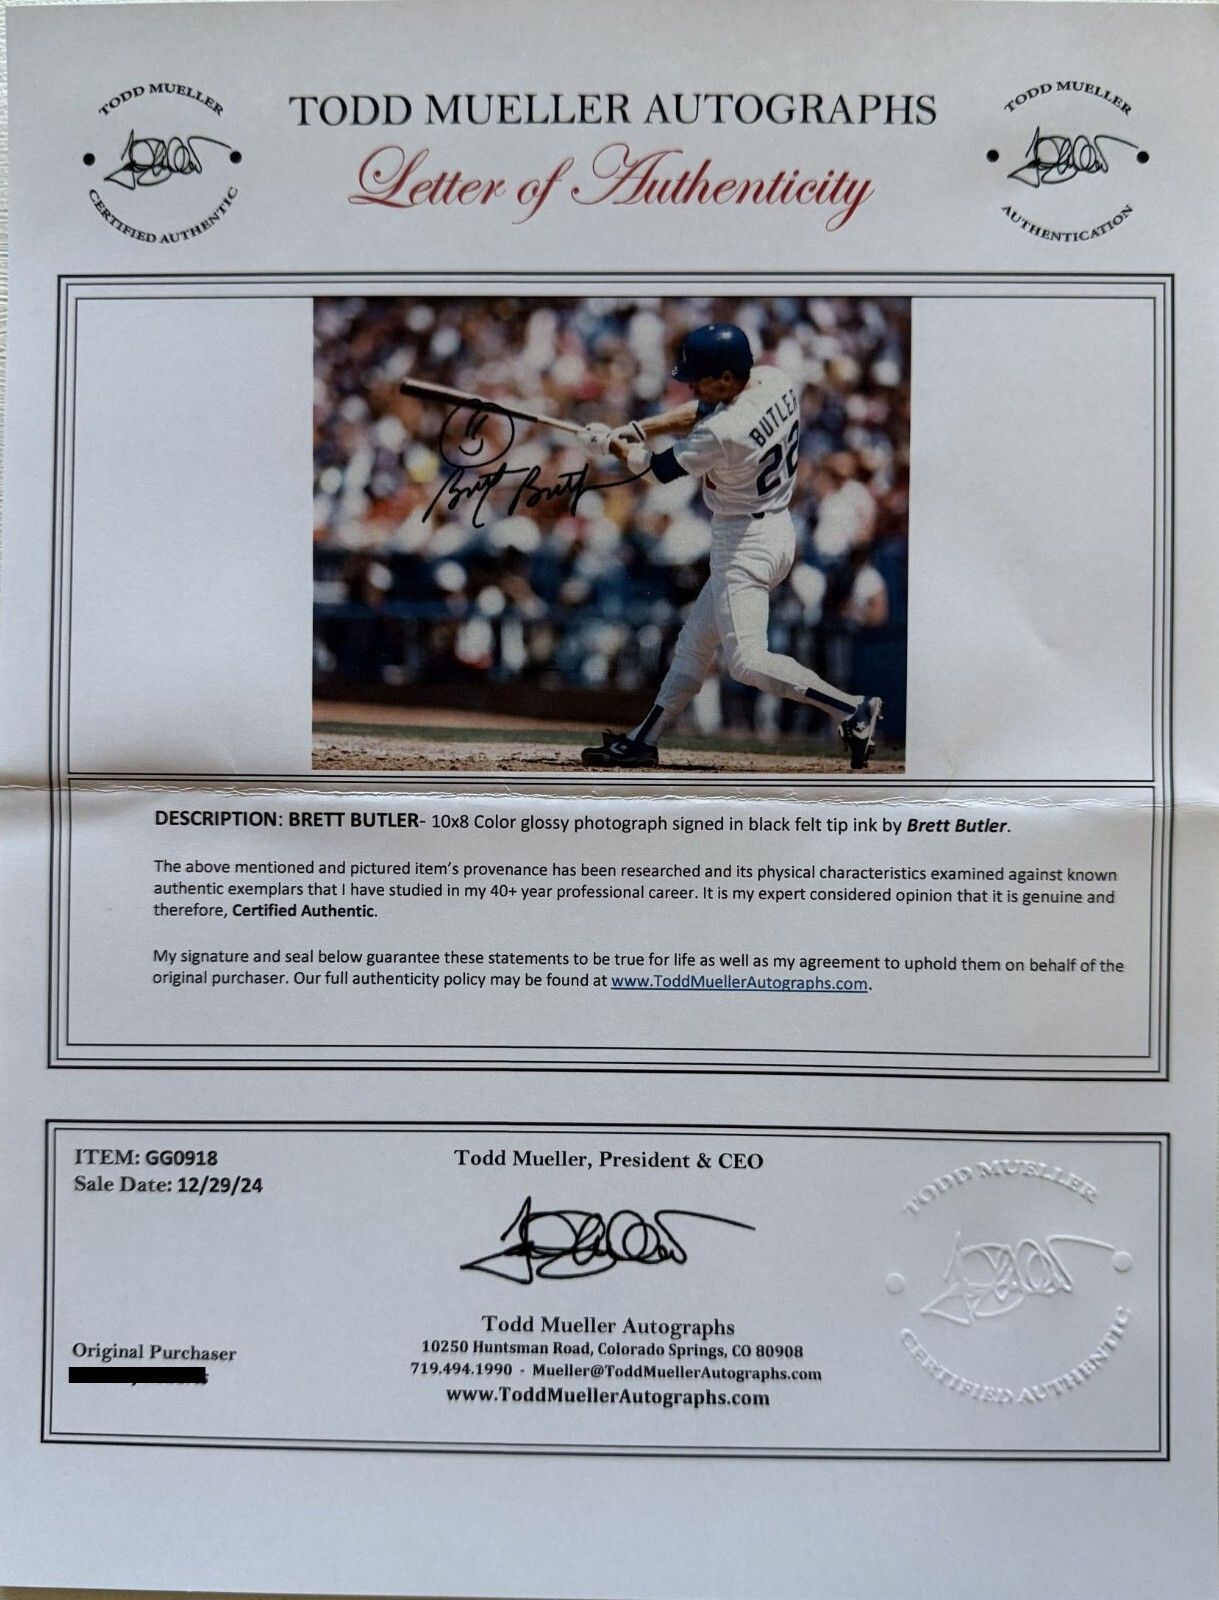 TODD MUELLER
CERTIFIED AUTHENTIC
TODD MUELLER AUTOGRAPHS
Letter of Authenticity
TODD MUELLER
AUTHENTICATION
BUTLER
22
Brett Butler
DESCRIPTION: BRETT BUTLER- 10x8 Color glossy photograph signed in black felt tip ink by Brett Butler.
The above mentioned and pictured item's provenance has been researched and its physical characteristics examined against known
authentic exemplars that I have studied in my 40+ year professional career. It is my expert considered opinion that it is genuine and
therefore, Certified Authentic.
My signature and seal below guarantee these statements to be true for life as well as my agreement to uphold them on behalf of the
original purchaser. Our full authenticity policy may be found at www.ToddMuellerAutographs.com.
ITEM: GG0918
Sale Date: 12/29/24
Original Purchaser
Todd Mueller, President & CEO
Todd Mueller Autographs
10250 Huntsman Road, Colorado Springs, CO 80908
719.494.1990 - Mueller@ToddMuellerAutographs.com
www.ToddMuellerAutographs.com
TODD MUELLER
CERTIFIED AUTHENTIC